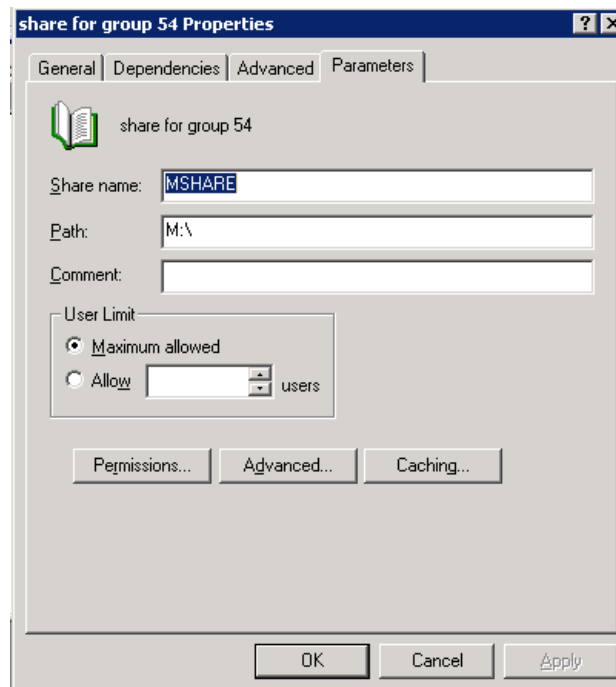 share for group 54 Properties
General Dependencies Advanced Parameters
share for group 54
Share name: MSHARE
Path: M:\
Comment:
User Limit
Maximum allowed
Allow users
Permissions... Advanced... Caching...
OK Cancel Apply